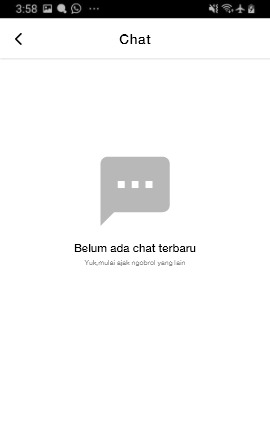 3:58
Chat
Belum ada chat terbaru
Yuk,mulai ajak ngobrol yang lain